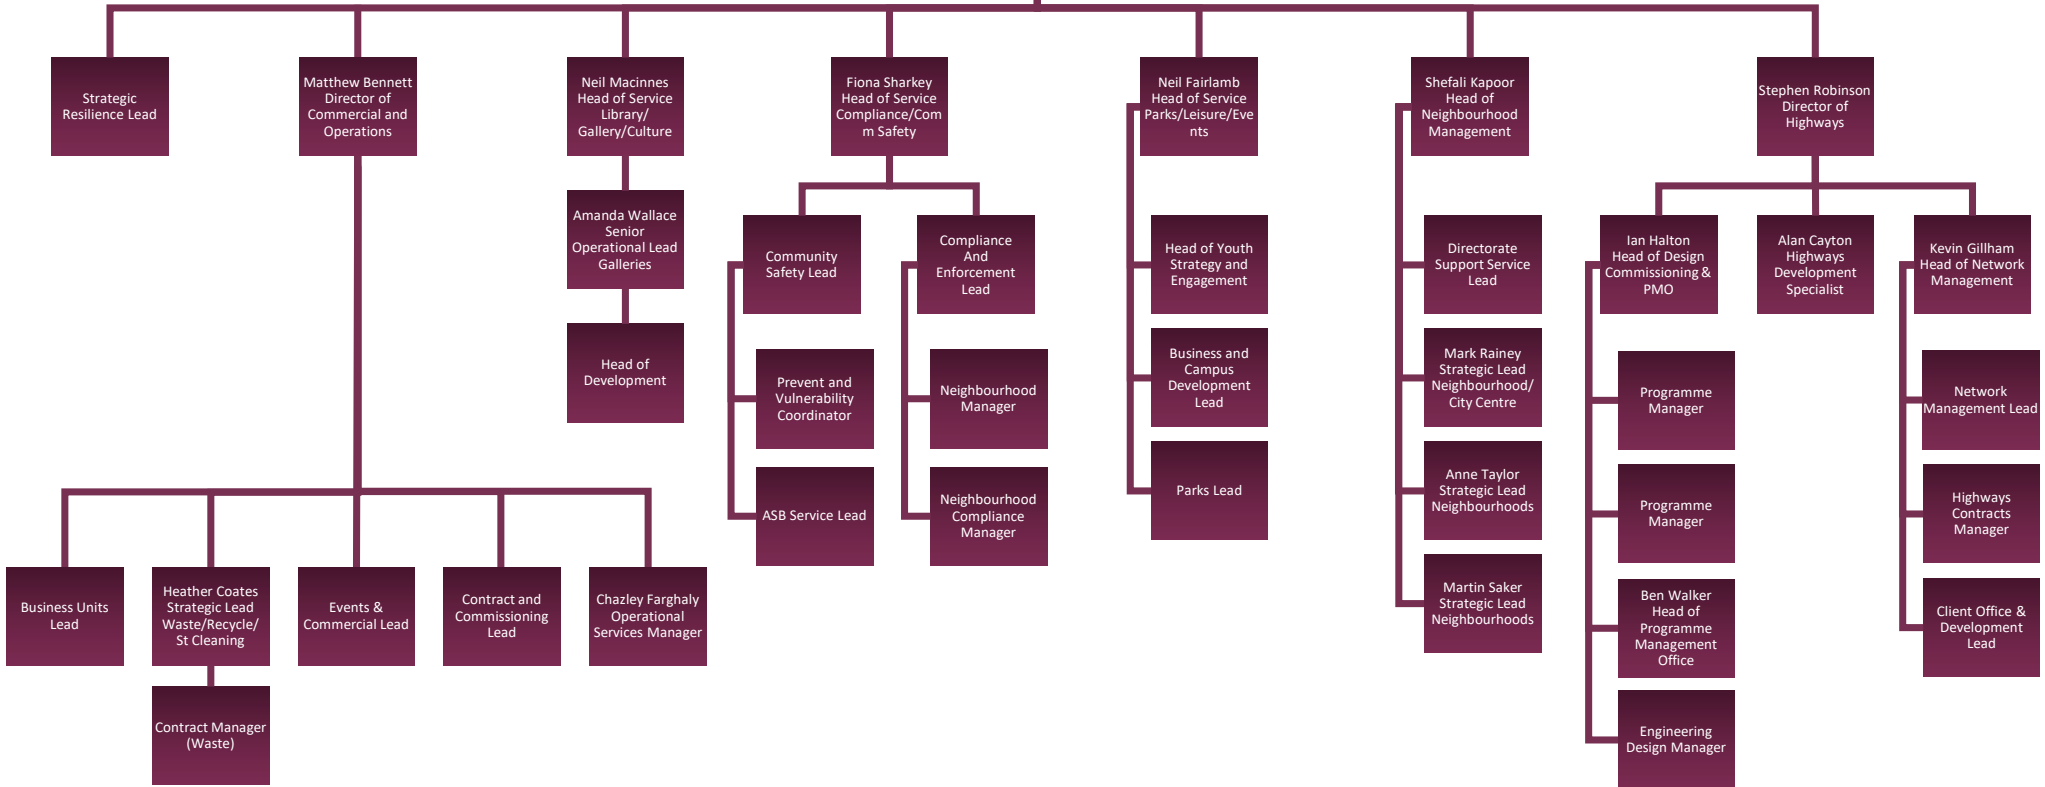 Strategic
Resilience Lead
Matthew Bennett
Director of
Commercial and
Operations
Neil Macinnes
Head of Service
Library/
Gallery/Culture
Fiona Sharkey
Head of Service
Compliance/Com
m Safety
Neil Fairlamb
Head of Service
Parks/Leisure/Eve
nts
Shefali Kapoor
Head of
Neighbourhood
Management
Stephen Robinson
Director of
Highways
Amanda Wallace
Senior
Operational Lead
Galleries
Head of
Development
Community
Safety Lead
Prevent and
Vulnerability
Coordinator
ASB Service Lead
Compliance
And
Enforcement
Lead
Neighbourhood
Manager
Neighbourhood
Compliance
Manager
Head of Youth
Strategy and
Engagement
Business and
Campus
Development
Lead
Parks Lead
Directorate
Support Service
Lead
Mark Rainey
Strategic Lead
Neighbourhood/
City Centre
Anne Taylor
Strategic Lead
Neighbourhoods
Martin Saker
Strategic Lead
Neighbourhoods
Ian Halton
Head of Design
Commissioning &
PMO
Programme
Manager
Programme
Manager
Ben Walker
Head of
Programme
Management
Office
Engineering
Design Manager
Alan Cayton
Highways
Development
Specialist
Kevin Gillham
Head of Network
Management
Network
Management Lead
Highways
Contracts
Manager
Client Office &
Development
Lead
Business Units
Lead
Heather Coates
Strategic Lead
Waste/Recycle/
St Cleaning
Contract Manager
(Waste)
Events &
Commercial Lead
Contract and
Commissioning
Lead
Chazley Farghaly
Operational
Services Manager